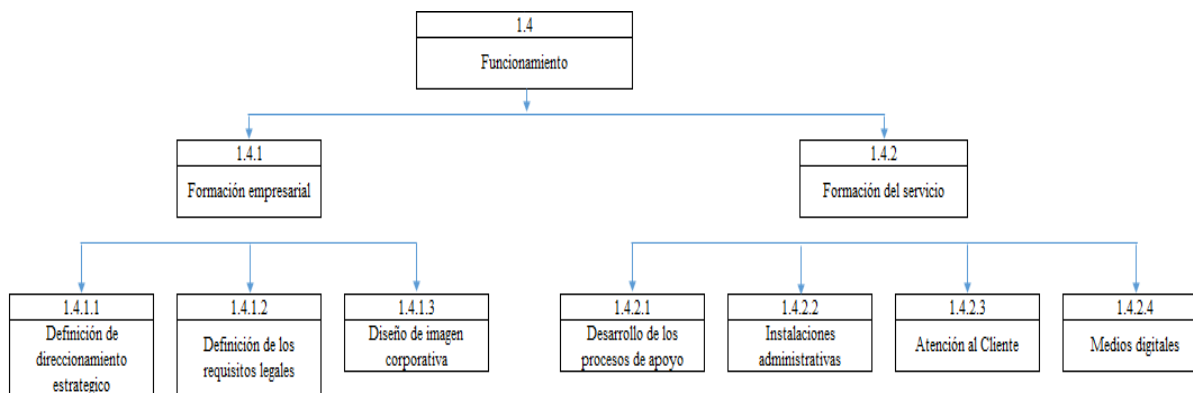 1.4
Funcionamiento
1.4.1
Formación empresarial
1.4.2
Formación del servicio
1.4.1.1
Definición de
direccionamiento
estrategico
1.4.1.2
Definición de los
requisitos legales
1.4.1.3
Diseño de imagen
corporativa
1.4.2.1
Desarrollo de los
procesos de apoyo
1.4.2.2
Instalaciones
administrativas
1.4.2.3
Atención al Cliente
1.4.2.4
Medios digitales